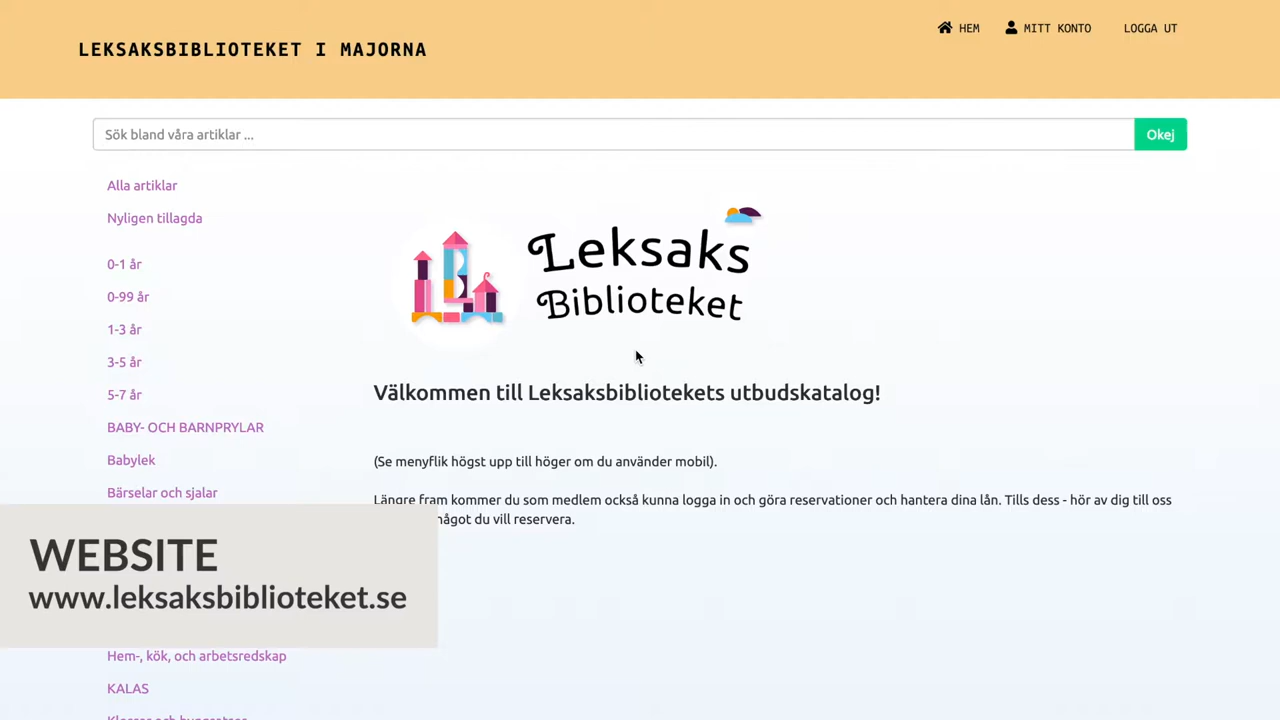 LEKSAKSBIBLIOTEKET I MAJORNA
HEM
MITT KONTO
LOGGA UT
Sök bland våra artiklar ...
Okej
Alla artiklar
Nyligen tillagda
0-1 år
0-99 år
1-3 år
3-5 år
5-7 år
BABY- OCH BARNPRYLAR
Babylek
Bärselar och sjalar
Leksaks
Biblioteket
Välkommen till Leksaksbibliotekets utbudskatalog!
(Se menyflik högst upp till höger om du använder mobil).
Längre fram kommer du som medlem också kunna logga in och göra reservationer och hantera dina lån. Tills dess - hör av dig till oss
något du vill reservera.
WEBSITE
www.leksaksbiblioteket.se
Hem-, kök, och arbetsredskap
KALAS